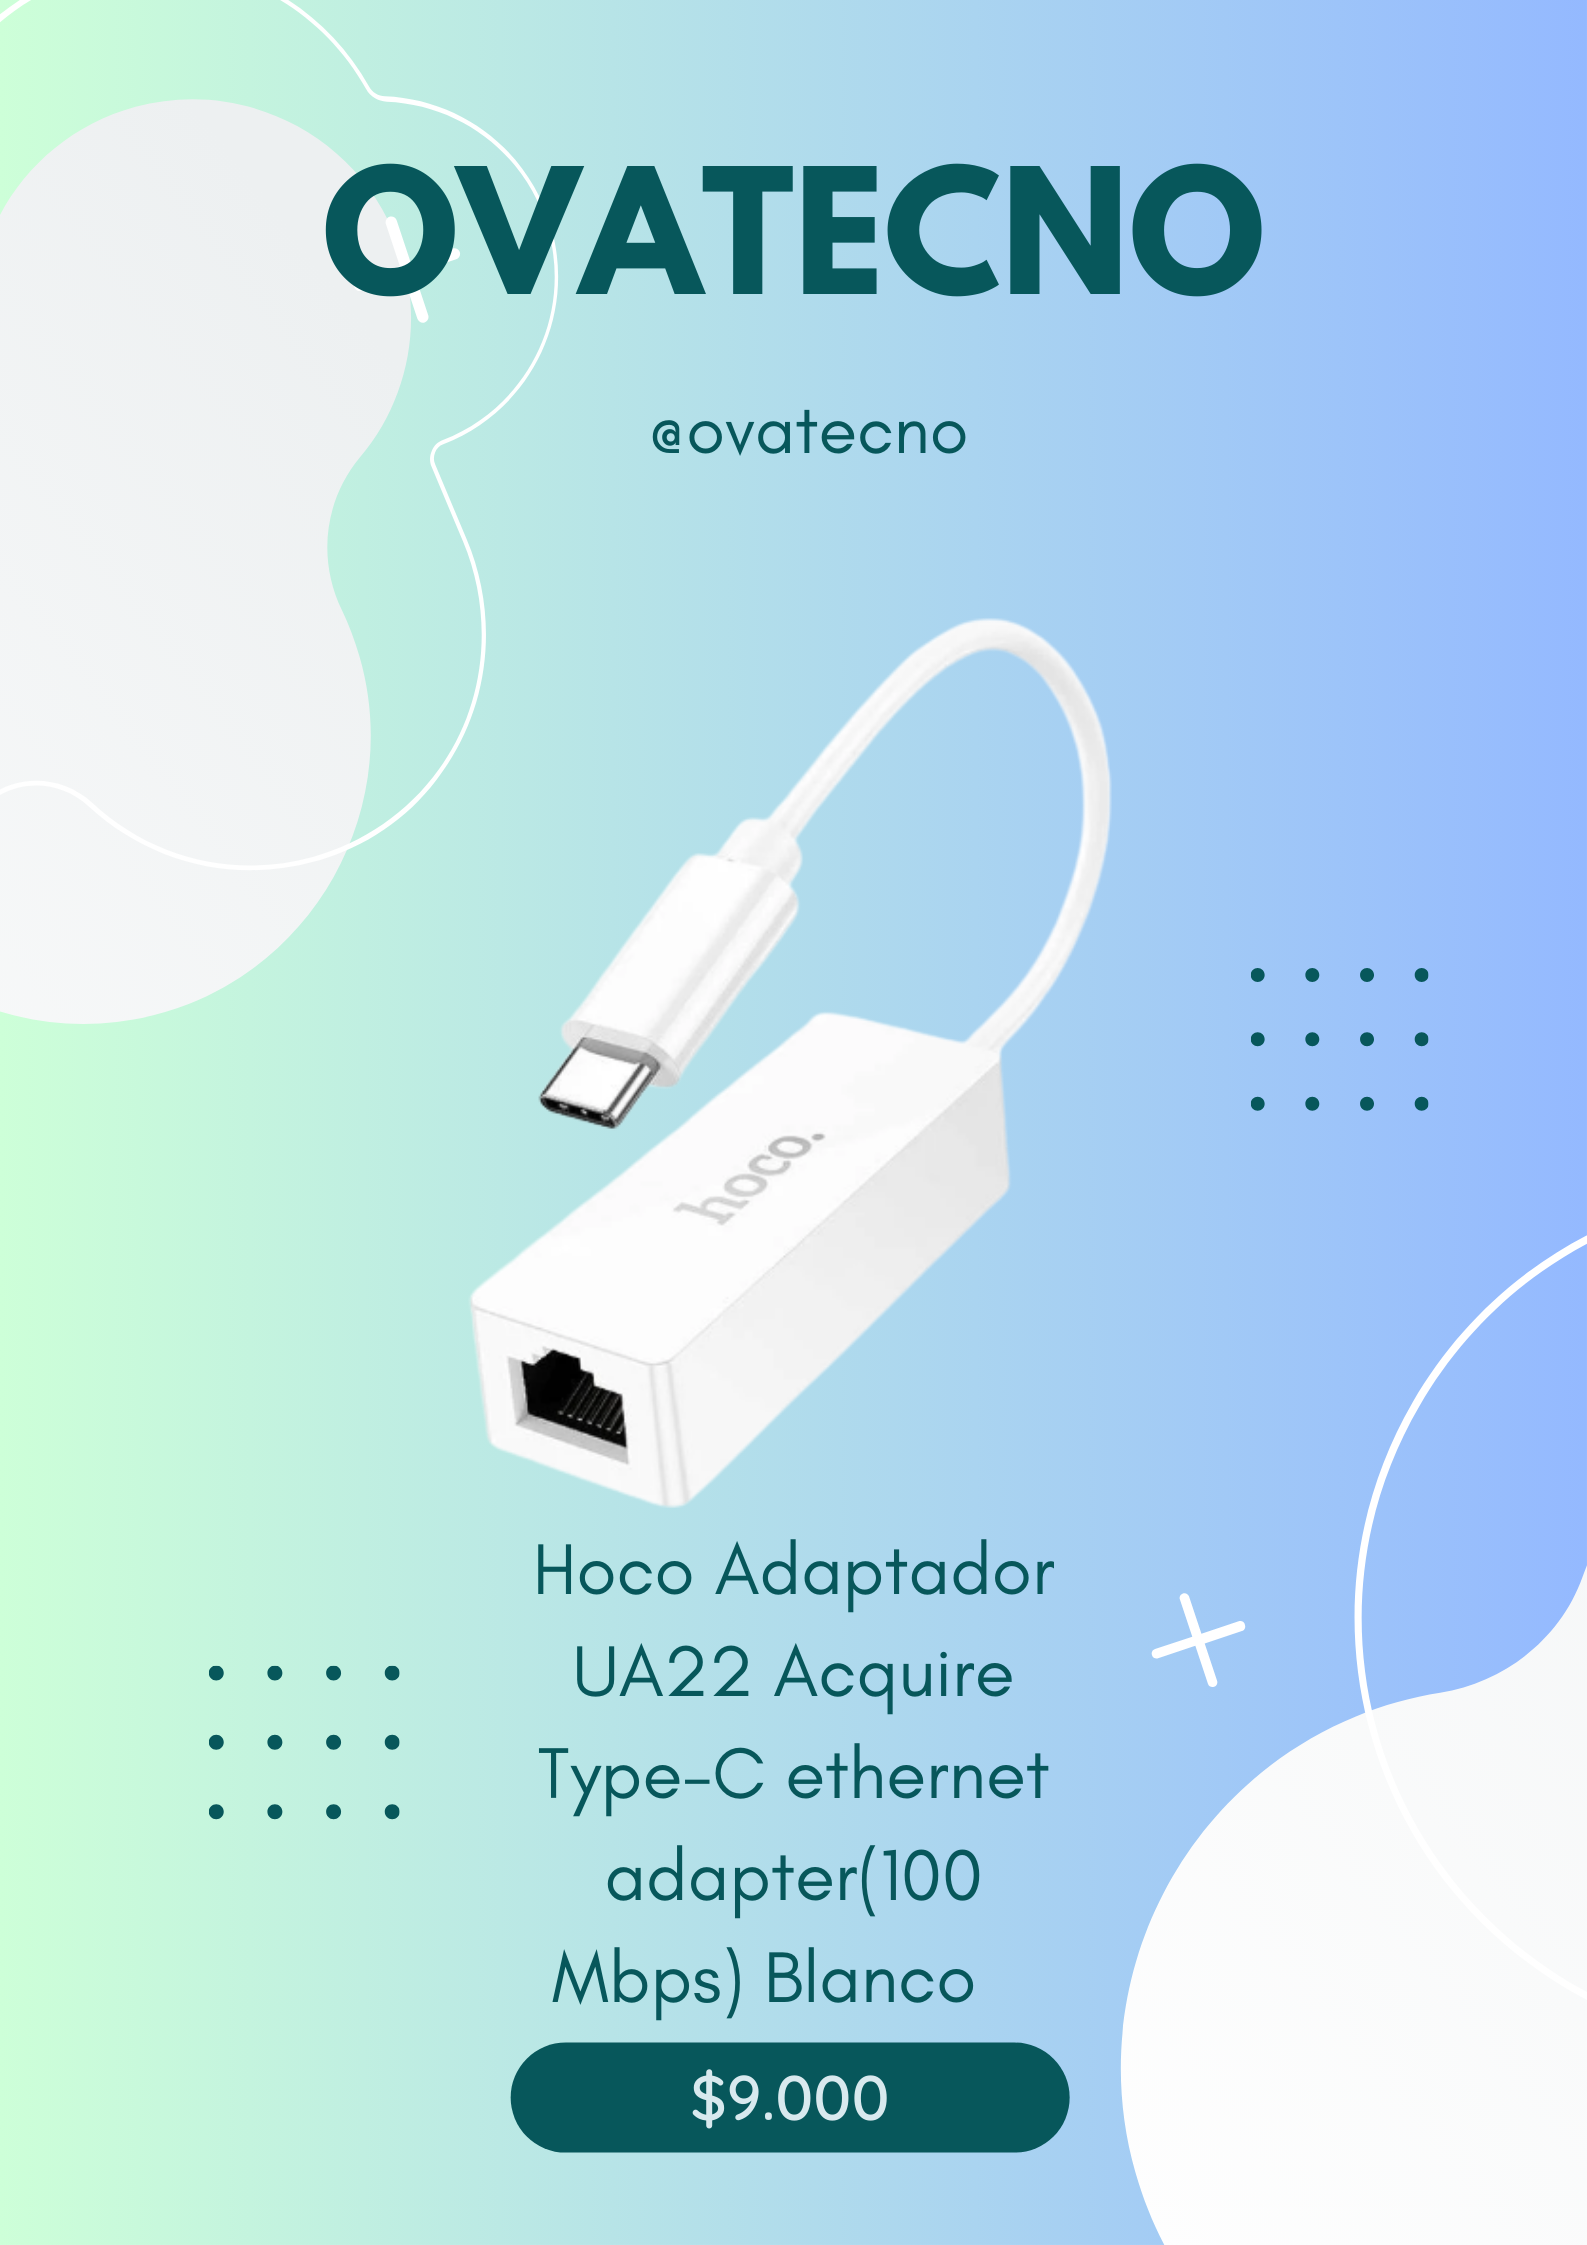 OVATECNO
@ovatecno
hoco.
Hoco Adaptador
UA22 Acquire
Type-C ethernet
adapter(100
Mbps) Blanco
$9.000